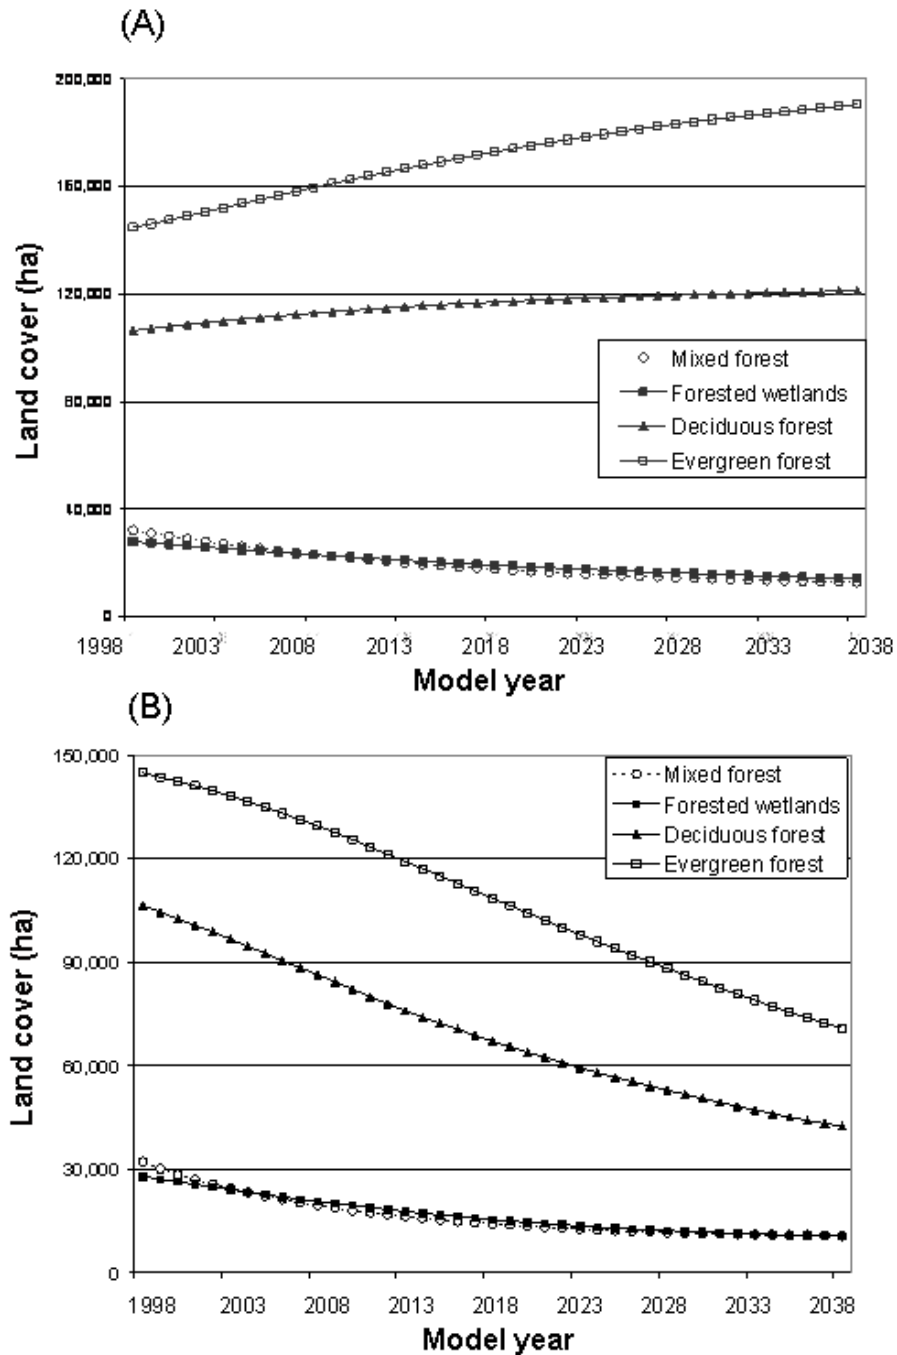 (A)
200,000
160,000
120,000
80,000
40,000
0
Land cover (ha)
Mixed forest
Forested wetlands
Deciduous forest
Evergreen forest
1998 2003 2008 2013 2018 2023 2028 2033 2038
Model year
(B)
150,000
120,000
90,000
60,000
30,000
0
Land cover (ha)
Mixed forest
Forested wetlands
Deciduous forest
Evergreen forest
1998 2003 2008 2013 2018 2023 2028 2033 2038
Model year